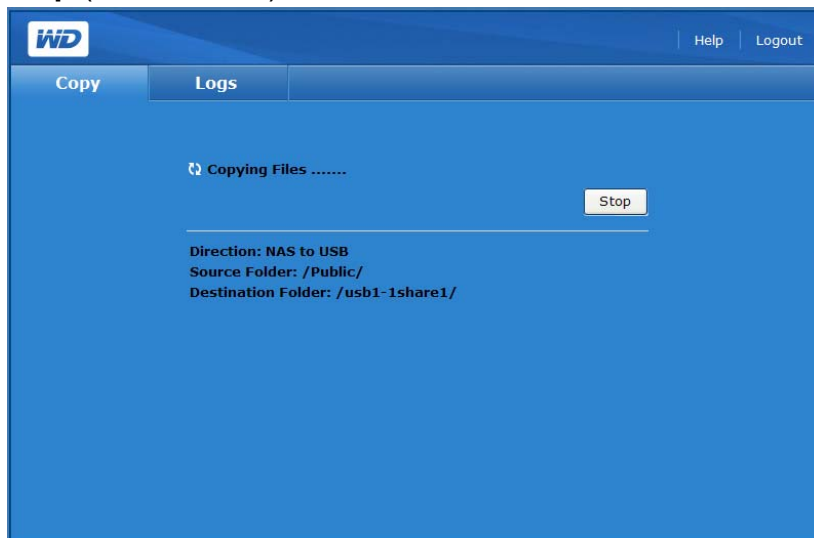 WD
Help Logout
Copy Logs
Copying Files .......
Stop
Direction: NAS to USB
Source Folder: /Public/
Destination Folder: /usb1-1share1/